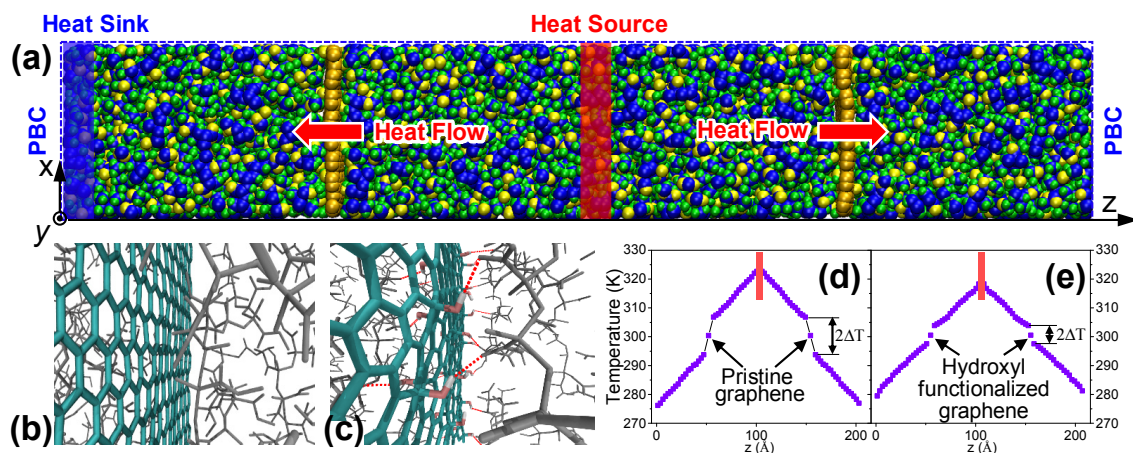 Heat Sink
Heat Source
(a)
PBC
Heat Flow
Heat Flow
PBC
x
y
z
(b)
(c)
(d)
(e)
Temperature (K)
330
320
310
300
290
280
270
0
50
100
150
200
z (Å)
2ΔT
Pristine
graphene
330
320
310
300
290
280
270
0
50
100
150
200
z (Å)
2ΔT
Hydroxyl
functionalized
graphene